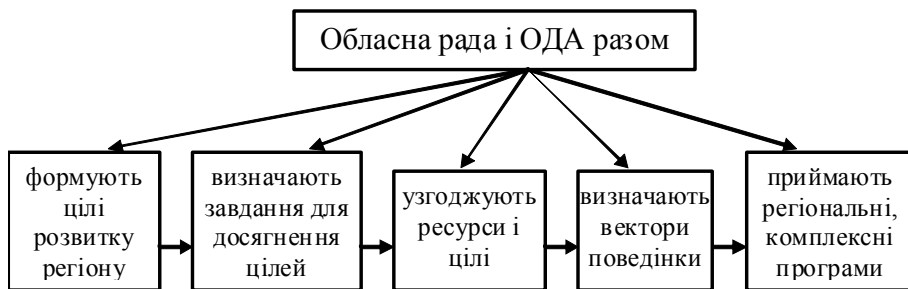 Обласна рада і ОДА разом
формують
цілі
розвитку
регіону
визначають
завдання для
досягнення
цілей
узгоджують
ресурси і
цілі
визначають
вектори
поведінки
приймають
регіональні,
комплексні
програми